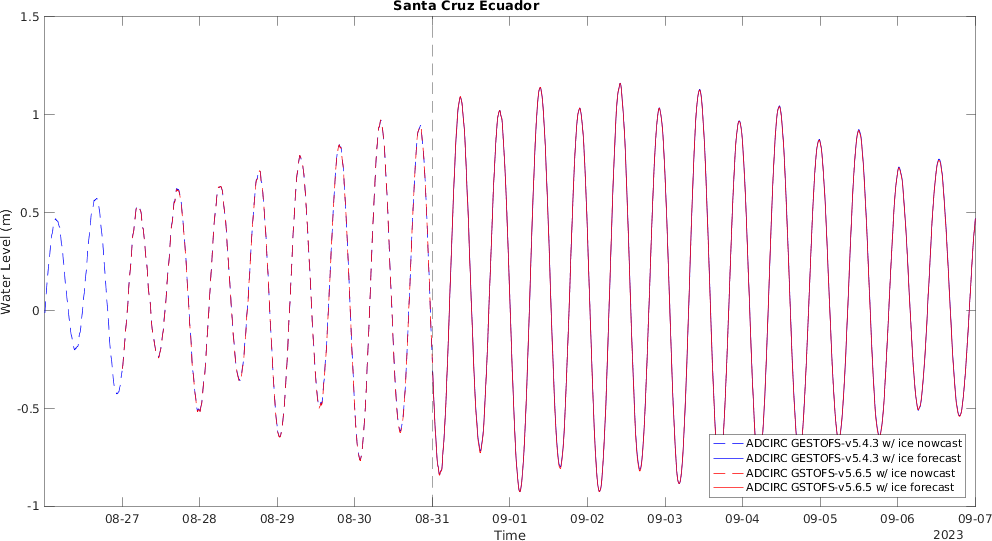 Santa Cruz Ecuador
1.5
1
0.5
0
-0.5
-1
Water Level (m)
ADCIRC GESTOFS-v5.4.3 w/ ice nowcast
ADCIRC GESTOFS-v5.4.3 w/ ice forecast
ADCIRC GSTOFS-v5.6.5 w/ ice nowcast
ADCIRC GSTOFS-v5.6.5 w/ ice forecast
08-27 08-28 08-29 08-30 08-31 09-01 09-02 09-03 09-04 09-05 09-06 09-07
Time
2023